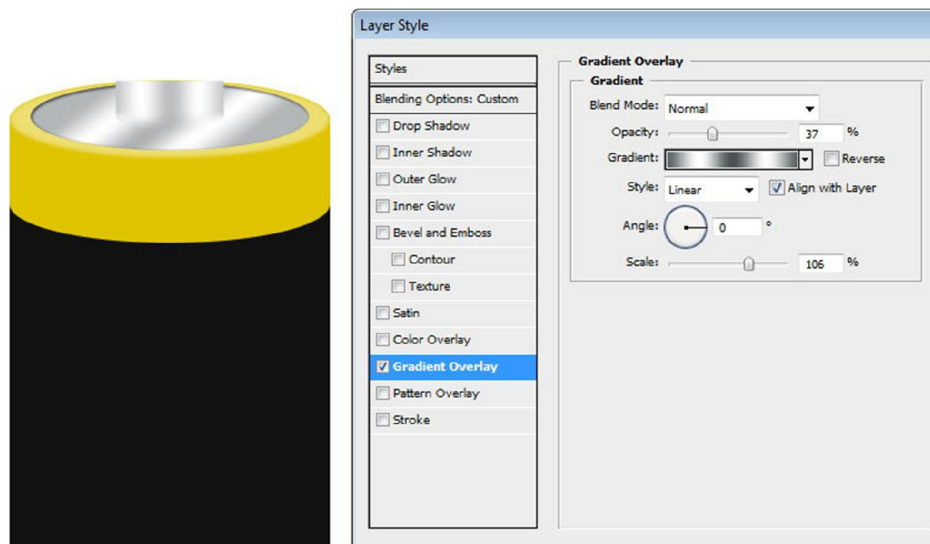 Layer Style
Styles
Blending Options: Custom
Drop Shadow
Inner Shadow
Outer Glow
Inner Glow
Bevel and Emboss
Contour
Texture
Satin
Color Overlay
Gradient Overlay
Pattern Overlay
Stroke
Gradient Overlay
Gradient
Blend Mode: Normal
Opacity: 37 %
Gradient: Reverse
Style: Linear Align with Layer
Angle: 0 °
Scale: 106 %